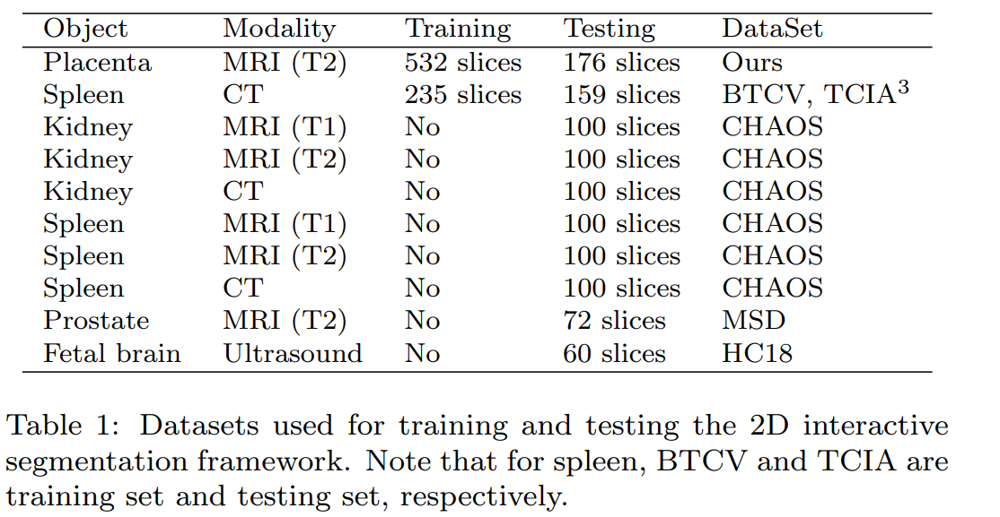 Object Modality Training Testing DataSet
Placenta MRI (T2) 532 slices 176 slices Ours
Spleen CT 235 slices 159 slices BTCV, TCIA³
Kidney MRI (T1) No 100 slices CHAOS
Kidney MRI (T2) No 100 slices CHAOS
Kidney CT No 100 slices CHAOS
Spleen MRI (T1) No 100 slices CHAOS
Spleen MRI (T2) No 100 slices CHAOS
Spleen CT No 100 slices CHAOS
Prostate MRI (T2) No 72 slices MSD
Fetal brain Ultrasound No 60 slices HC18
Table 1: Datasets used for training and testing the 2D interactive
segmentation framework. Note that for spleen, BTCV and TCIA are
training set and testing set, respectively.